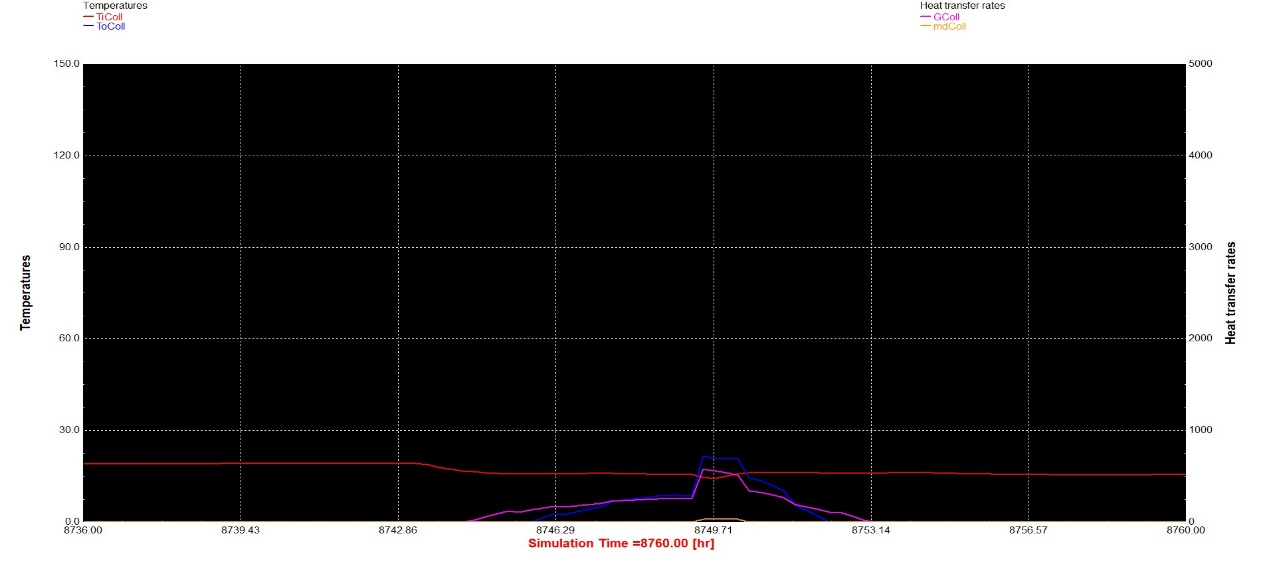 Temperatures
TiColl
ToColl
Heat transfer rates
GColl
mdColl
150.0
120.0
90.0
60.0
30.0
0.0
Temperatures
5000
4000
3000
2000
1000
0
Heat transfer rates
8736.00 8739.43 8742.86 8746.29 8749.71 8753.14 8756.57 8760.00
Simulation Time =8760.00 [hr]